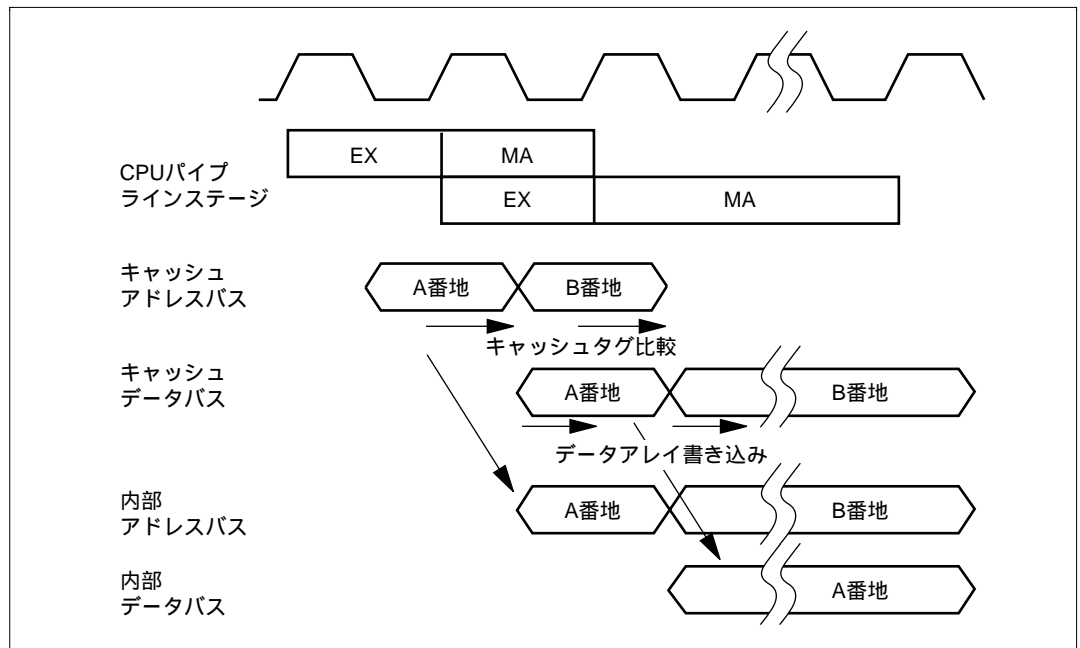 EX
MA
CPUパイプ
ラインステージ
EX
MA
キャッシュ
アドレスバス
A番地
B番地
キャッシュタグ比較
キャッシュ
データバス
A番地
B番地
データアレイ書き込み
内部
アドレスバス
A番地
B番地
内部
データバス
A番地